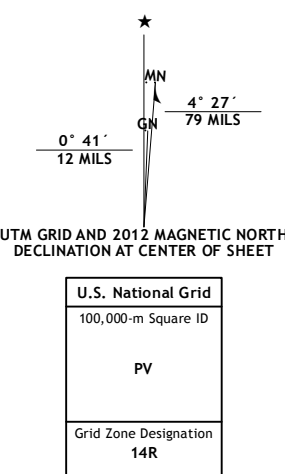 ★
MN
4° 27´
79 MILS
GN
0° 41´
12 MILS
UTM GRID AND 2012 MAGNETIC NORTH
DECLINATION AT CENTER OF SHEET
U.S. National Grid
100,000-m Square ID
PV
Grid Zone Designation
14R